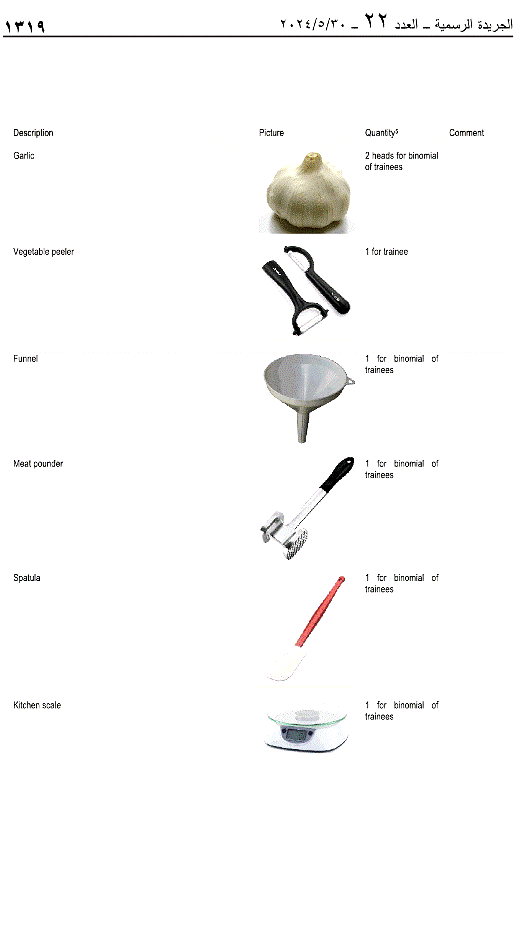 الجريدة الرسمية ــ العدد ٢٢ ــ ٢٠٢٤/٥/٣٠ ١٣١٩
Description Picture Quantity⁵ Comment
Garlic 2 heads for binomial
of trainees
Vegetable peeler 1 for trainee
Funnel 1 for binomial of
trainees
Meat pounder 1 for binomial of
trainees
Spatula 1 for binomial of
trainees
Kitchen scale 1 for binomial of
trainees